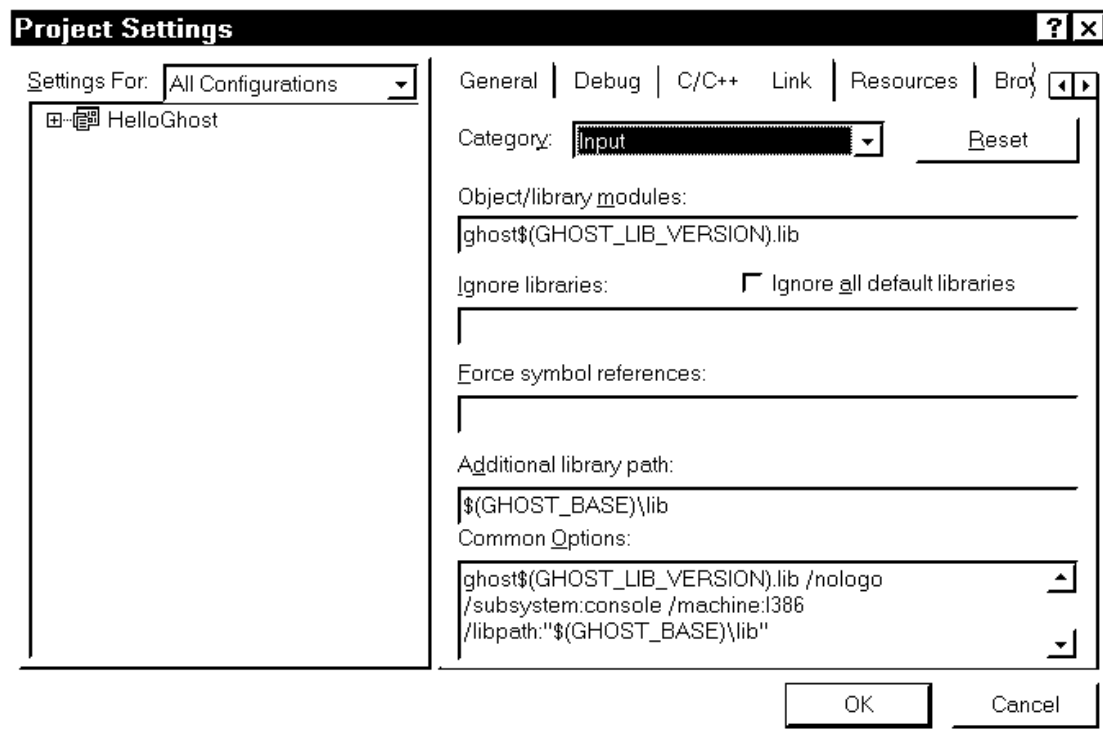 Project Settings
Settings For: All Configurations
HelloGhost
General Debug C/C++ Link Resources Bro
Category: Input Reset
Object/library modules:
ghost$(GHOST_LIB_VERSION).lib
Ignore libraries: Ignore all default libraries
Force symbol references:
Additional library path:
$(GHOST_BASE)\lib
Common Options:
ghost$(GHOST_LIB_VERSION).lib /nologo
/subsystem:console /machine:I386
/libpath:"$(GHOST_BASE)\lib"
OK Cancel